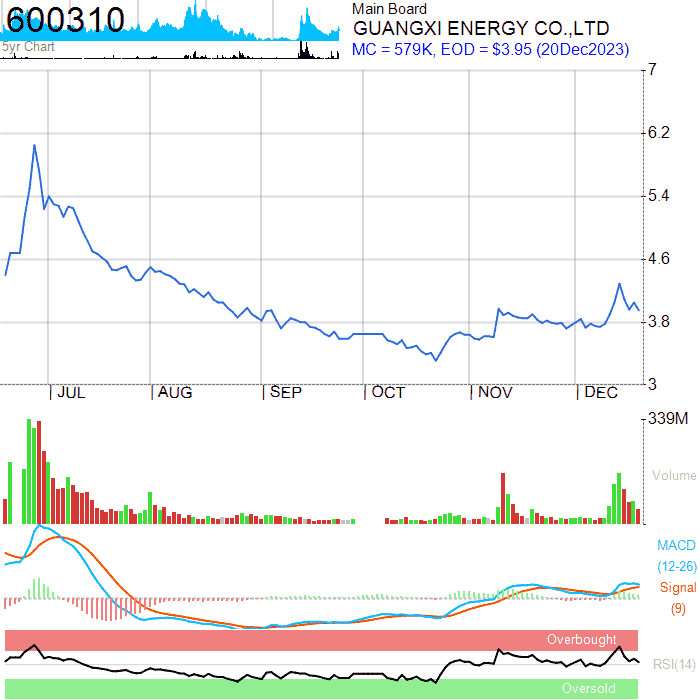 600310
5yr Chart
Main Board
GUANGXI ENERGY CO.,LTD
MC = 579K, EOD = $3.95 (20Dec2023)
7
6.2
5.4
4.6
3.8
3
JUL AUG SEP OCT NOV DEC
339M
Volume
MACD
(12-26)
Signal
(9)
Overbought
RSI(14)
Oversold